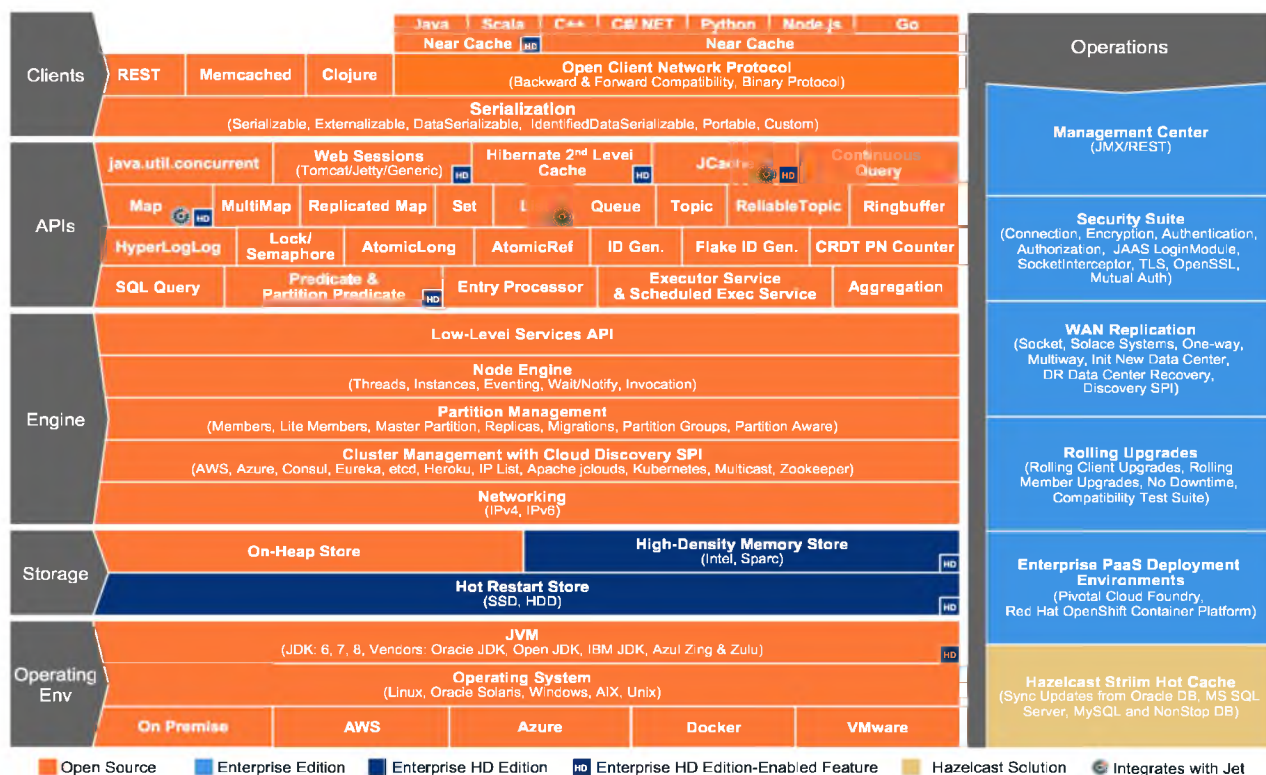 Java Scala C++ C#/.NET Python Node.js Go
Near Cache HD Near Cache
Operations
Clients
REST Memcached Clojure
Open Client Network Protocol
(Backward & Forward Compatibility, Binary Protocol)
Serialization
(Serializable, Externalizable, DataSerializable, IdentifiedDataSerializable, Portable, Custom)
Management Center
(JMX/REST)
APIs
java.util.concurrent
Web Sessions
(Tomcat/Jetty/Generic) HD
Hibernate 2nd Level
Cache HD
JCache HD
Continuous
Query
Map HD MultiMap Replicated Map Set Queue Topic ReliableTopic Ringbuffer
HyperLogLog
Lock/
Semaphore
AtomicLong AtomicRef ID Gen. Flake ID Gen. CRDT PN Counter
SQL Query
Predicate &
Partition Predicate HD
Entry Processor
Executor Service
& Scheduled Exec Service
Aggregation
Security Suite
(Connection, Encryption, Authentication,
Authorization, JAAS LoginModule,
SocketInterceptor, TLS, OpenSSL,
Mutual Auth)
Engine
Low-Level Services API
Node Engine
(Threads, Instances, Eventing, Wait/Notify, Invocation)
Partition Management
(Members, Lite Members, Master Partition, Replicas, Migrations, Partition Groups, Partition Aware)
Cluster Management with Cloud Discovery SPI
(AWS, Azure, Consul, Eureka, etcd, Heroku, IP List, Apache jclouds, Kubernetes, Multicast, Zookeeper)
Networking
(IPv4, IPv6)
WAN Replication
(Socket, Solace Systems, One-way,
Multiway, Init New Data Center,
DR Data Center Recovery,
Discovery SPI)
Rolling Upgrades
(Rolling Client Upgrades, Rolling
Member Upgrades, No Downtime,
Compatibility Test Suite)
Storage
On-Heap Store
High-Density Memory Store
(Intel, Sparc) HD
Hot Restart Store
(SSD, HDD) HD
Enterprise PaaS Deployment
Environments
(Pivotal Cloud Foundry,
Red Hat OpenShift Container Platform)
Operating
Env
JVM
(JDK: 6, 7, 8, Vendors: Oracle JDK, Open JDK, IBM JDK, Azul Zing & Zulu) HD
Operating System
(Linux, Oracle Solaris, Windows, AIX, Unix)
On Premise AWS Azure Docker VMware
Hazelcast Striim Hot Cache
(Sync Updates from Oracle DB, MS SQL
Server, MySQL and NonStop DB)
Open Source Enterprise Edition Enterprise HD Edition HD Enterprise HD Edition-Enabled Feature Hazelcast Solution Integrates with Jet